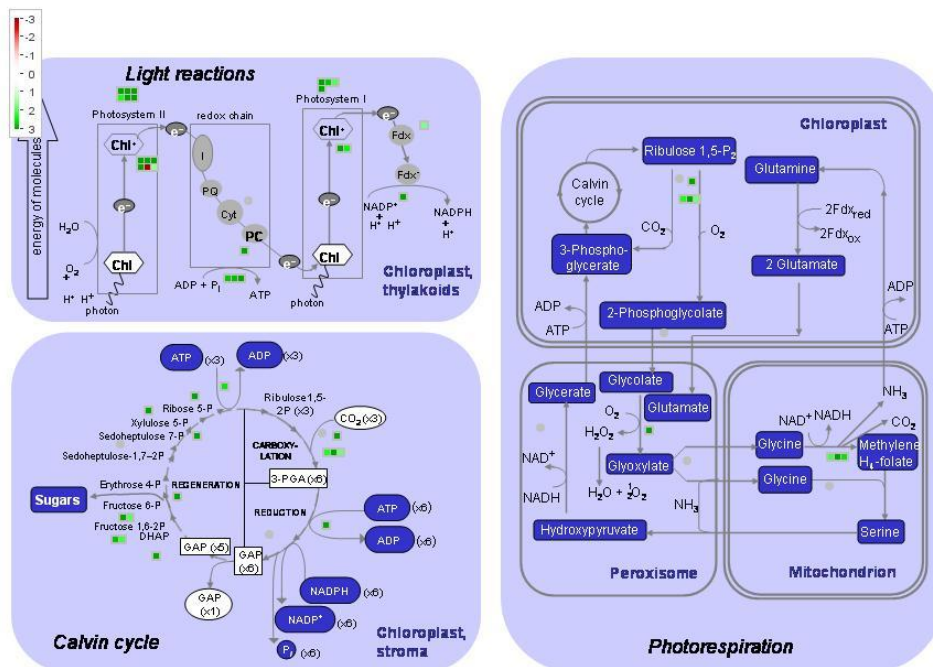 -3
-2
-1
0
1
2
3
energy of molecules
Light reactions
Photosystem II
redox chain
Photosystem I
Chl⁺
e⁻
I
PQ
Cyt
PC
e⁻
Chl
H₂O
O₂
+
H⁺ H⁺
photon
ADP + Pᵢ
ATP
e⁻
Chl⁺
e⁻
Chl
photon
e⁻
Fdx
Fdx⁻
NADP⁺
+
H⁺ H⁺
NADPH
+
H⁺
Chloroplast,
thylakoids
ATP (x3)
ADP (x3)
Ribulose 1,5-
2P (x3)
CO₂(x3)
Ribose 5-P
Xylulose 5-P
Sedoheptulose 7-P
Sedoheptulose-1,7-2P
Erythrose 4-P
Fructose 6-P
Fructose 1,6-2P
DHAP
Sugars
CARBOXY-
LATION
REGENERATION
3-PGA (x6)
REDUCTION
ATP (x6)
ADP (x6)
GAP (x5)
GAP
(x6)
GAP
(x1)
NADPH (x6)
NADP⁺ (x6)
Pᵢ (x6)
Calvin cycle
Chloroplast,
stroma
Chloroplast
Ribulose 1,5-P₂
Glutamine
Calvin
cycle
CO₂
O₂
2Fdx red
2Fdx ox
3-Phospho-
glycerate
2 Glutamate
2-Phosphoglycolate
ADP
ATP
ADP
ATP
Glycerate
Glycolate
Glutamate
O₂
H₂O₂
Glyoxylate
H₂O + ½O₂
NAD⁺
NADH
Hydroxypyruvate
NH₃
Peroxisome
NH₃
NAD⁺
NADH
CO₂
Glycine
Methylene
H₄-folate
Glycine
Serine
Mitochondrion
Photorespiration